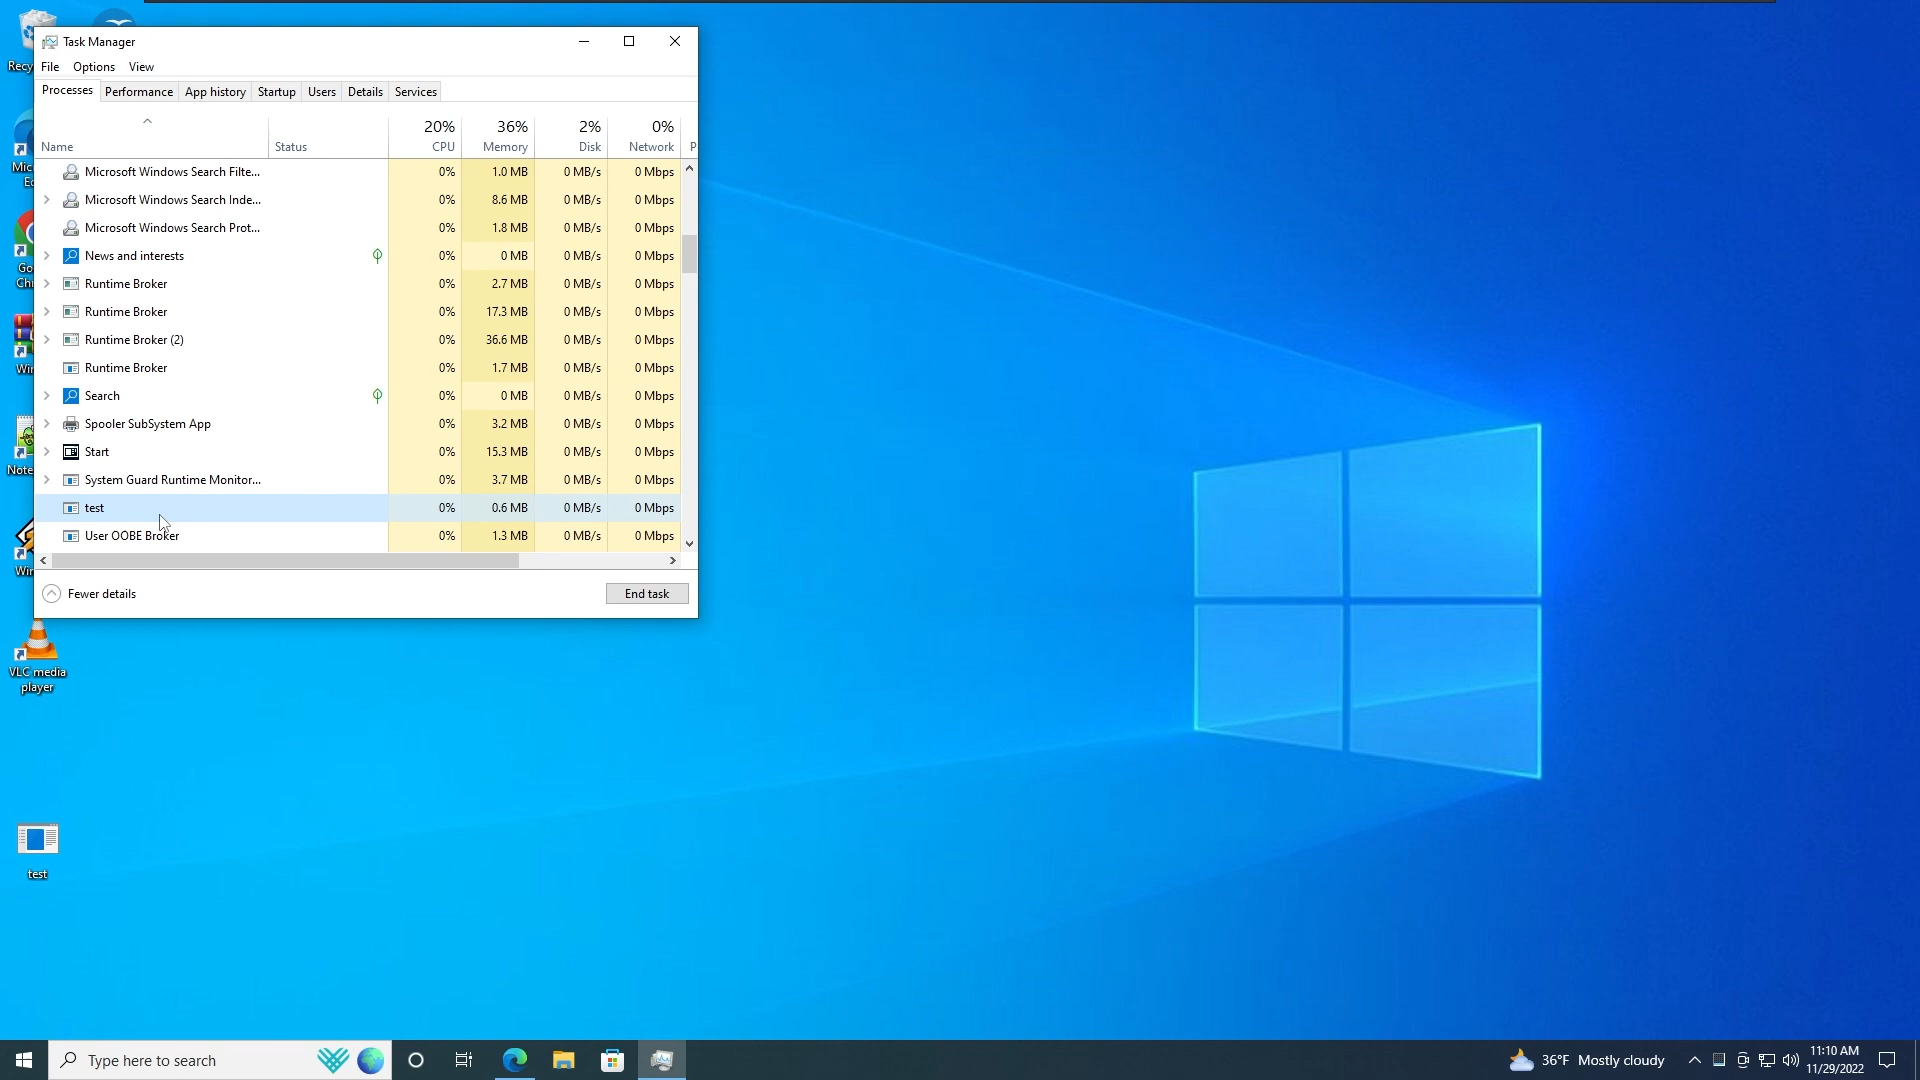 Task Manager
File Options View
Processes Performance App history Startup Users Details Services
20% 36% 2% 0%
Name Status CPU Memory Disk Network P
Microsoft Windows Search Filte... 0% 1.0 MB 0 MB/s 0 Mbps
Microsoft Windows Search Inde... 0% 8.6 MB 0 MB/s 0 Mbps
Microsoft Windows Search Prot... 0% 1.8 MB 0 MB/s 0 Mbps
News and interests 0% 0 MB 0 MB/s 0 Mbps
Runtime Broker 0% 2.7 MB 0 MB/s 0 Mbps
Runtime Broker 0% 17.3 MB 0 MB/s 0 Mbps
Runtime Broker (2) 0% 36.6 MB 0 MB/s 0 Mbps
Runtime Broker 0% 1.7 MB 0 MB/s 0 Mbps
Search 0% 0 MB 0 MB/s 0 Mbps
Spooler SubSystem App 0% 3.2 MB 0 MB/s 0 Mbps
Start 0% 15.3 MB 0 MB/s 0 Mbps
System Guard Runtime Monitor... 0% 3.7 MB 0 MB/s 0 Mbps
test 0% 0.6 MB 0 MB/s 0 Mbps
User OOBE Broker 0% 1.3 MB 0 MB/s 0 Mbps
Fewer details End task
Recy
Mic
Ed
Go
Chr
Win
Note
Win
VLC media
player
test
Type here to search
36°F Mostly cloudy
11:10 AM
11/29/2022